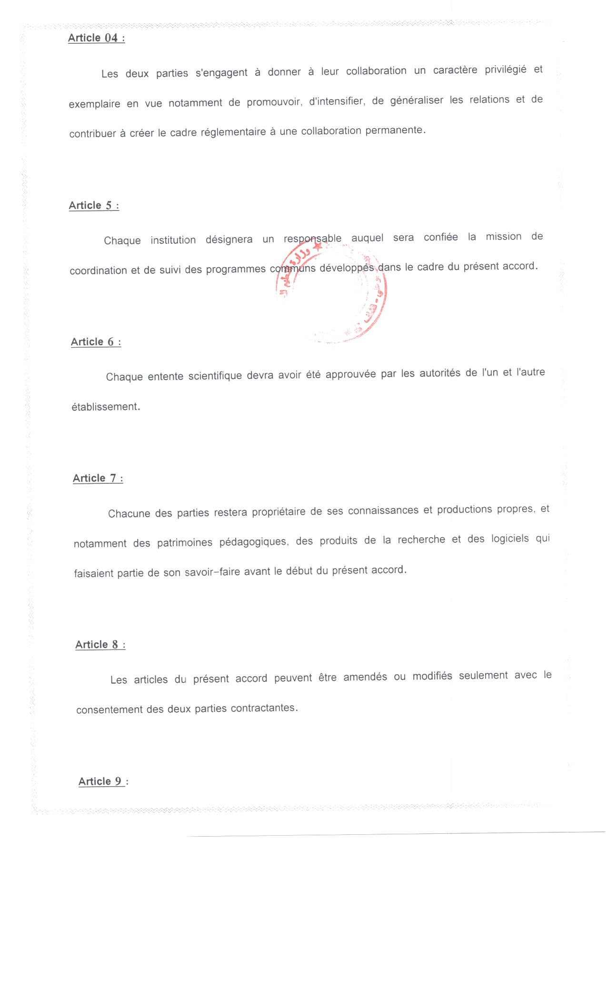 Article 04 :
Les deux parties s'engagent à donner à leur collaboration un caractère privilégié et
exemplaire en vue notamment de promouvoir, d'intensifier, de généraliser les relations et de
contribuer à créer le cadre réglementaire à une collaboration permanente.
Article 5 :
Chaque institution désignera un responsable auquel sera confiée la mission de
coordination et de suivi des programmes communs développés dans le cadre du présent accord.
وزارة التعليم
Article 6 :
Chaque entente scientifique devra avoir été approuvée par les autorités de l'un et l'autre
établissement.
Article 7 :
Chacune des parties restera propriétaire de ses connaissances et productions propres, et
notamment des patrimoines pédagogiques, des produits de la recherche et des logiciels qui
faisaient partie de son savoir-faire avant le début du présent accord.
Article 8 :
Les articles du présent accord peuvent être amendés ou modifiés seulement avec le
consentement des deux parties contractantes.
Article 9 :